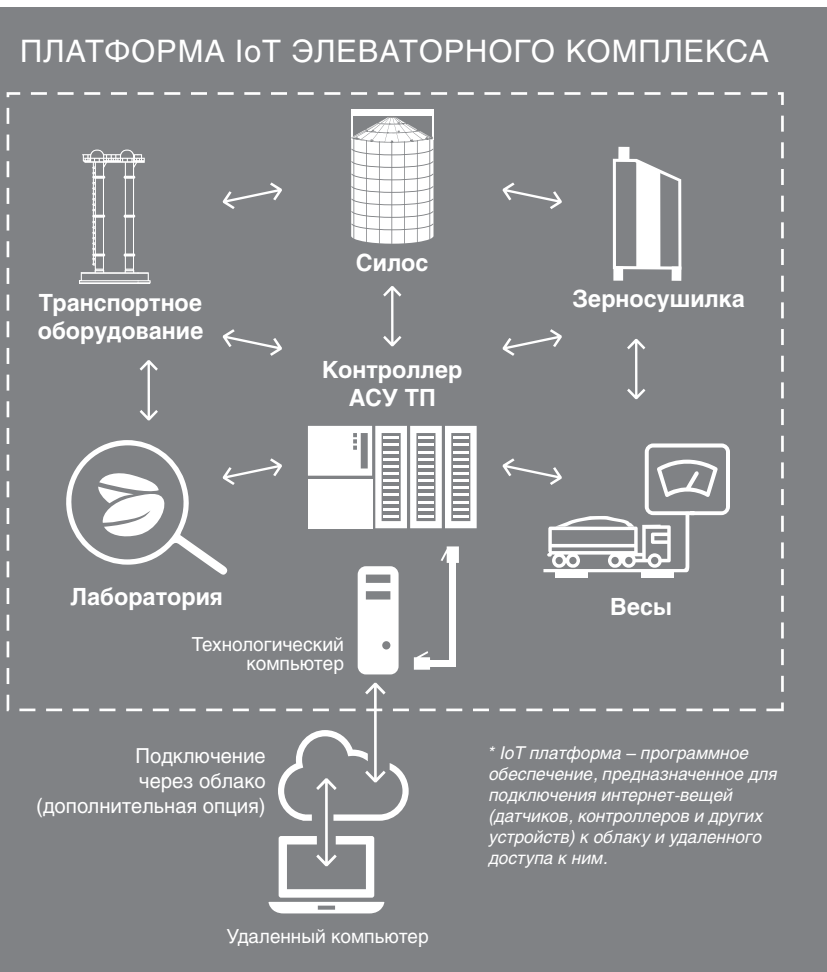 ПЛАТФОРМА IoT ЭЛЕВАТОРНОГО КОМПЛЕКСА
Силос
Транспортное
оборудование
Зерносушилка
Контроллер
АСУ ТП
Лаборатория
Весы
Технологический
компьютер
Подключение
через облако
(дополнительная опция)
* IoT платформа – программное
обеспечение, предназначенное для
подключения интернет-вещей
(датчиков, контроллеров и других
устройств) к облаку и удаленного
доступа к ним.
Удаленный компьютер